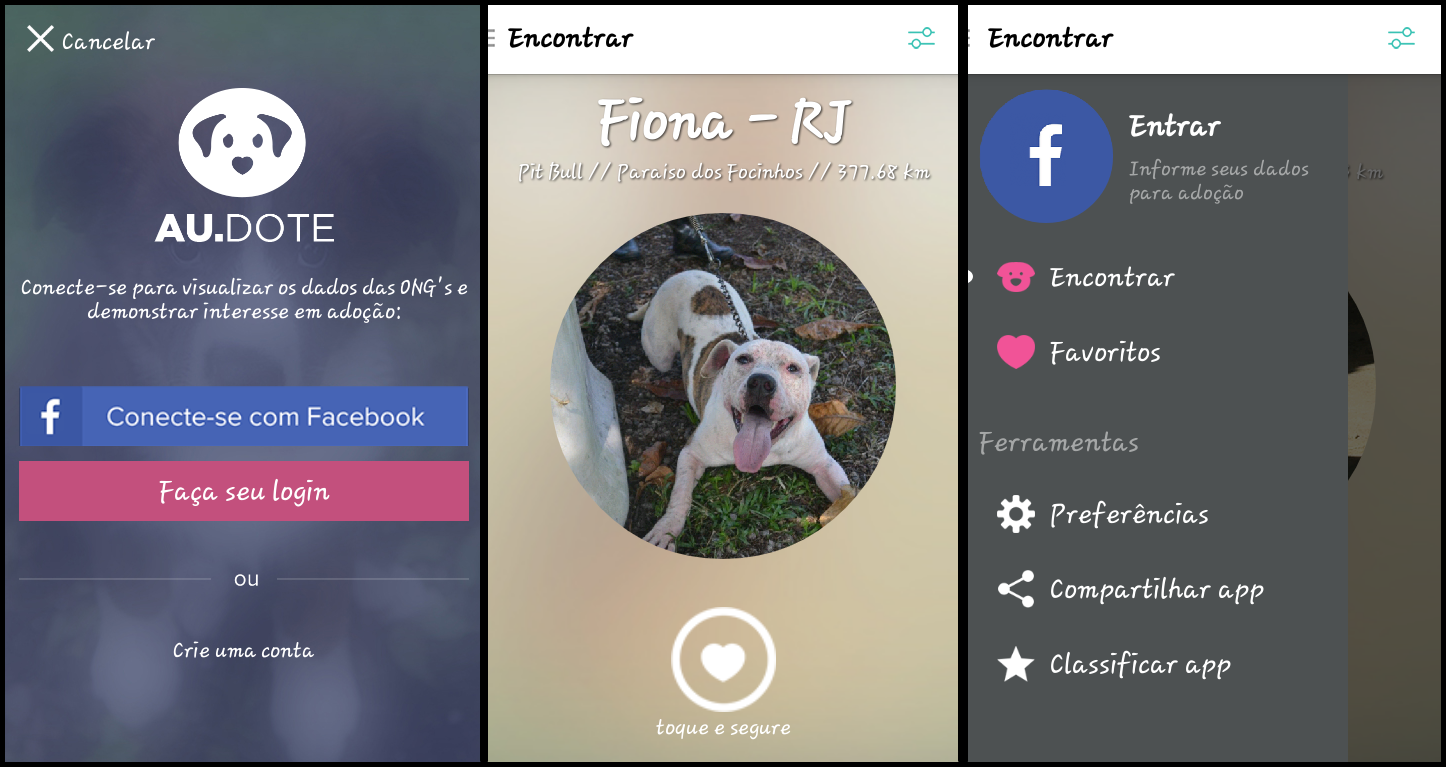 Cancelar
AU.DOTE
Conecte-se para visualizar os dados das ONG's e
demonstrar interesse em adoção:
Conecte-se com Facebook
Faça seu login
ou
Crie uma conta
Encontrar
Fiona - RJ
Pit Bull // Paraiso dos Focinhos // 377.68 km
toque e segure
Encontrar
Entrar
Informe seus dados
para adoção
km
Encontrar
Favoritos
Ferramentas
Preferências
Compartilhar app
Classificar app